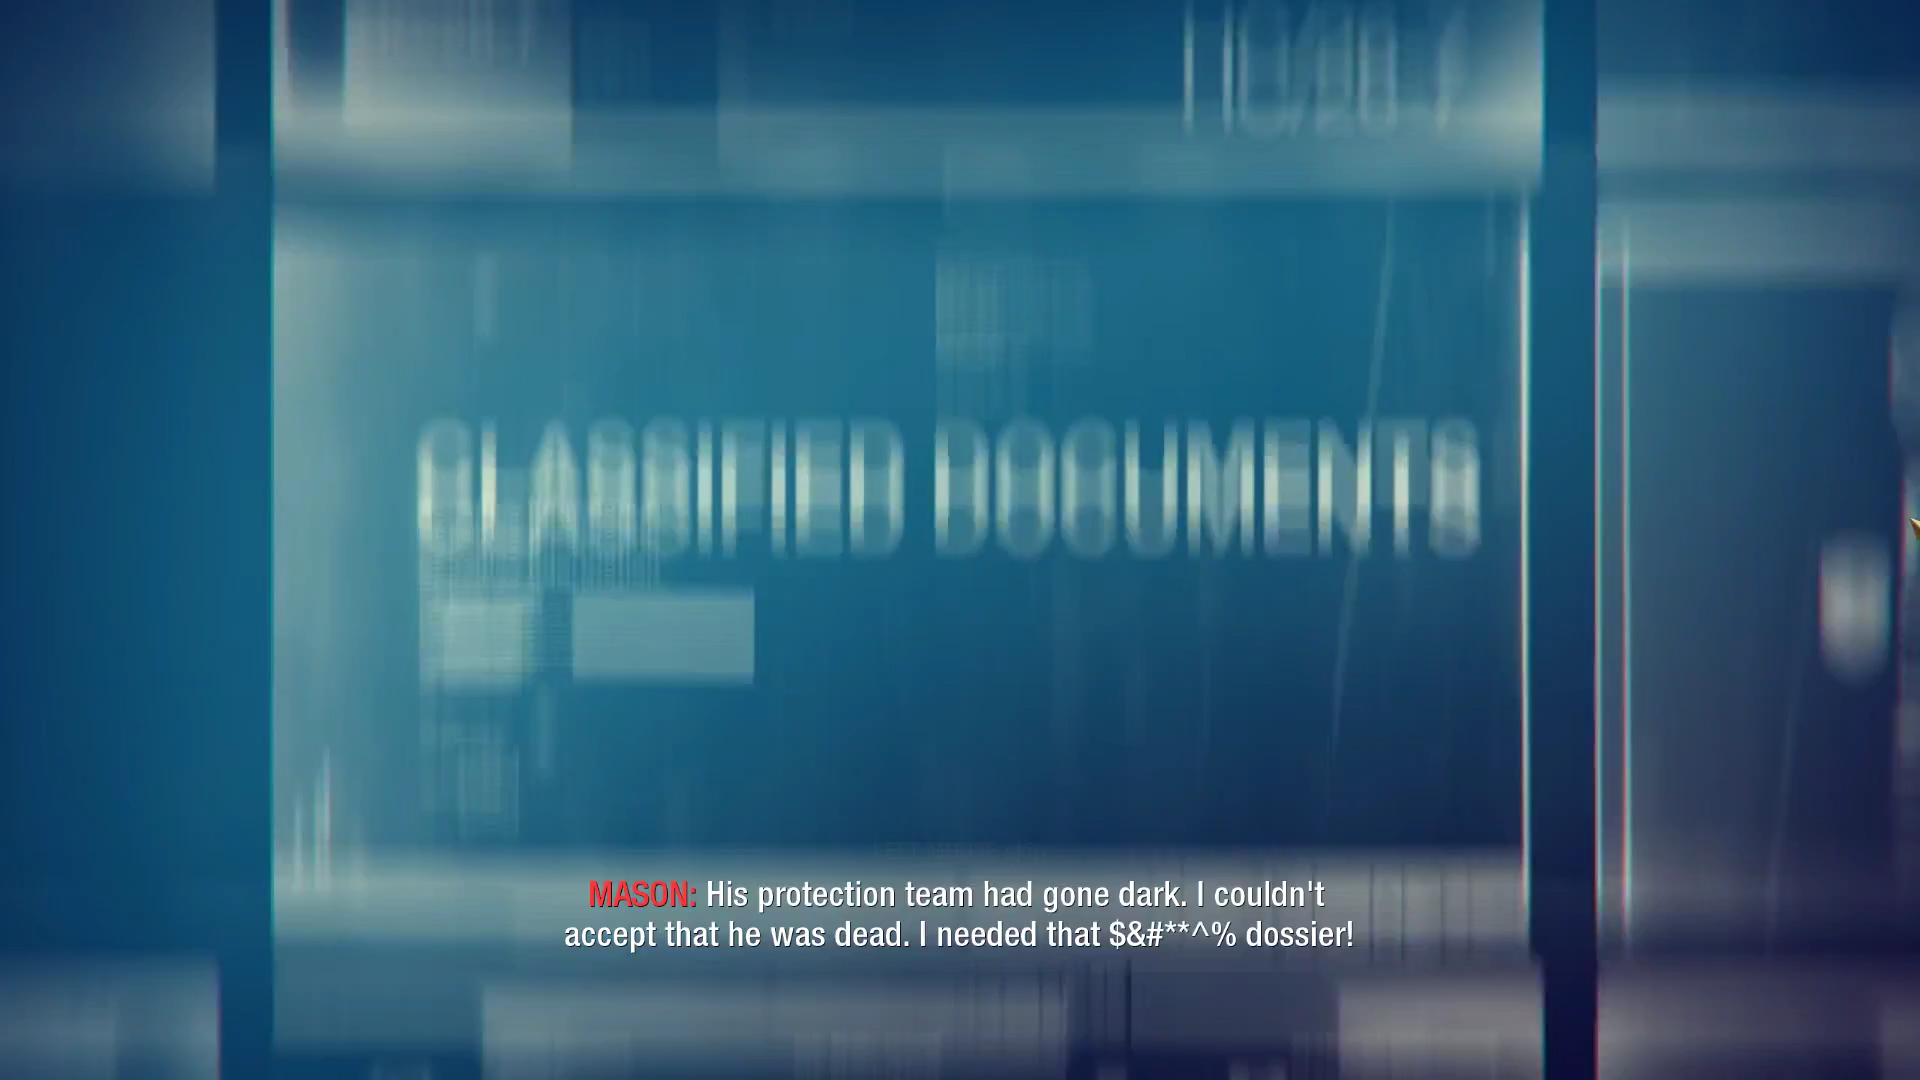 CLASSIFIED DOCUMENTS
MASON: His protection team had gone dark. I couldn't
accept that he was dead. I needed that $&#**^% dossier!